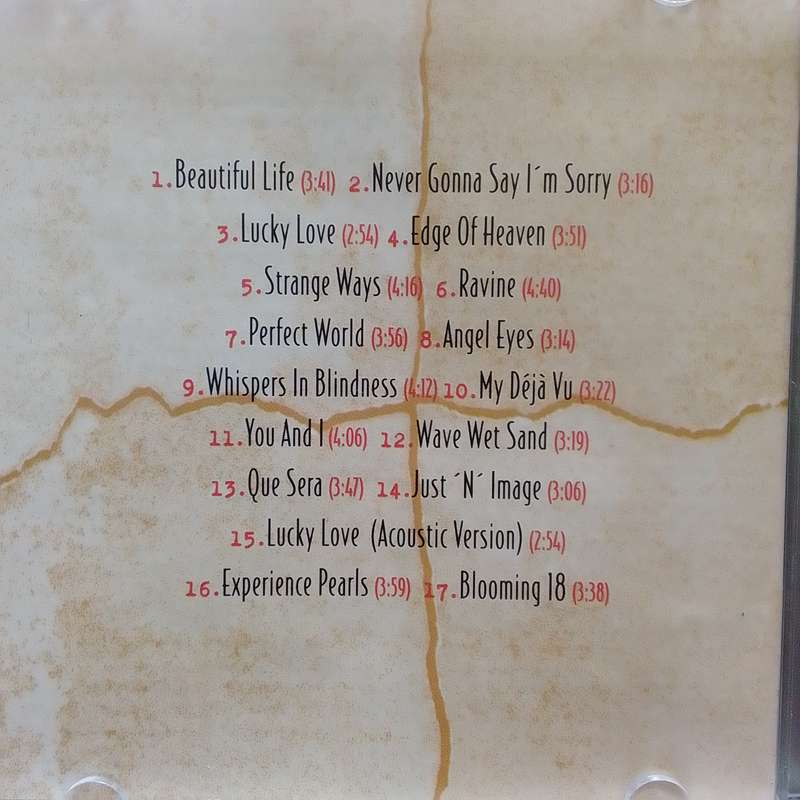 1.Beautiful Life (3:41) 2.Never Gonna Say I´m Sorry (3:16)
3.Lucky Love (2:54) 4.Edge Of Heaven (3:51)
5.Strange Ways (4:16) 6.Ravine (4:40)
7.Perfect World (3:56) 8.Angel Eyes (3:14)
9.Whispers In Blindness (4:12) 10.My Déjà Vu (3:22)
11.You And I (4:06) 12.Wave Wet Sand (3:19)
13.Que Sera (3:47) 14.Just ´N´ Image (3:06)
15.Lucky Love (Acoustic Version) (2:54)
16.Experience Pearls (3:59) 17.Blooming 18 (3:38)